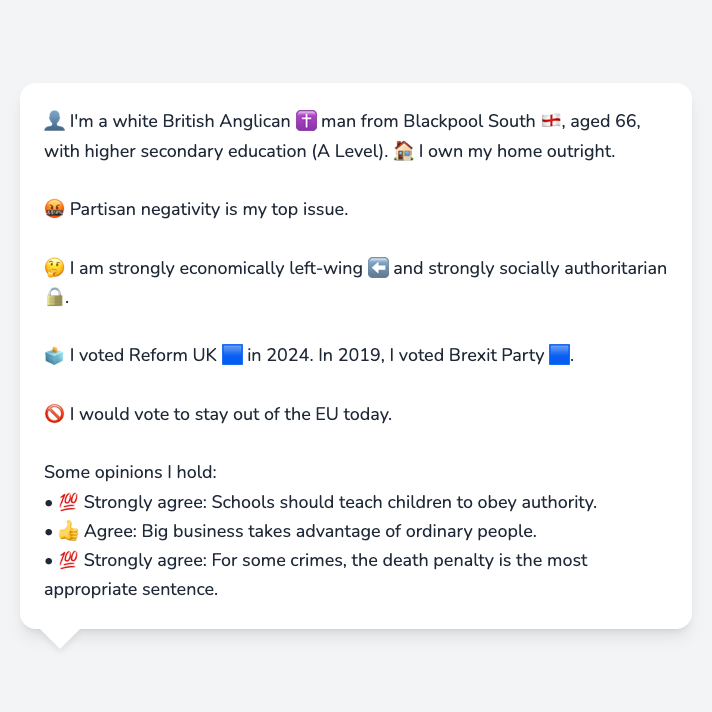 👤 I'm a white British Anglican ✝️ man from Blackpool South 🏴󠁧󠁢󠁥󠁮󠁧󠁿, aged 66,
with higher secondary education (A Level). 🏠 I own my home outright.
🤬 Partisan negativity is my top issue.
🤔 I am strongly economically left-wing ⬅️ and strongly socially authoritarian
🔒.
🗳️ I voted Reform UK 🟦 in 2024. In 2019, I voted Brexit Party 🟦.
🚫 I would vote to stay out of the EU today.
Some opinions I hold:
• 💯 Strongly agree: Schools should teach children to obey authority.
• 👍 Agree: Big business takes advantage of ordinary people.
• 💯 Strongly agree: For some crimes, the death penalty is the most
appropriate sentence.